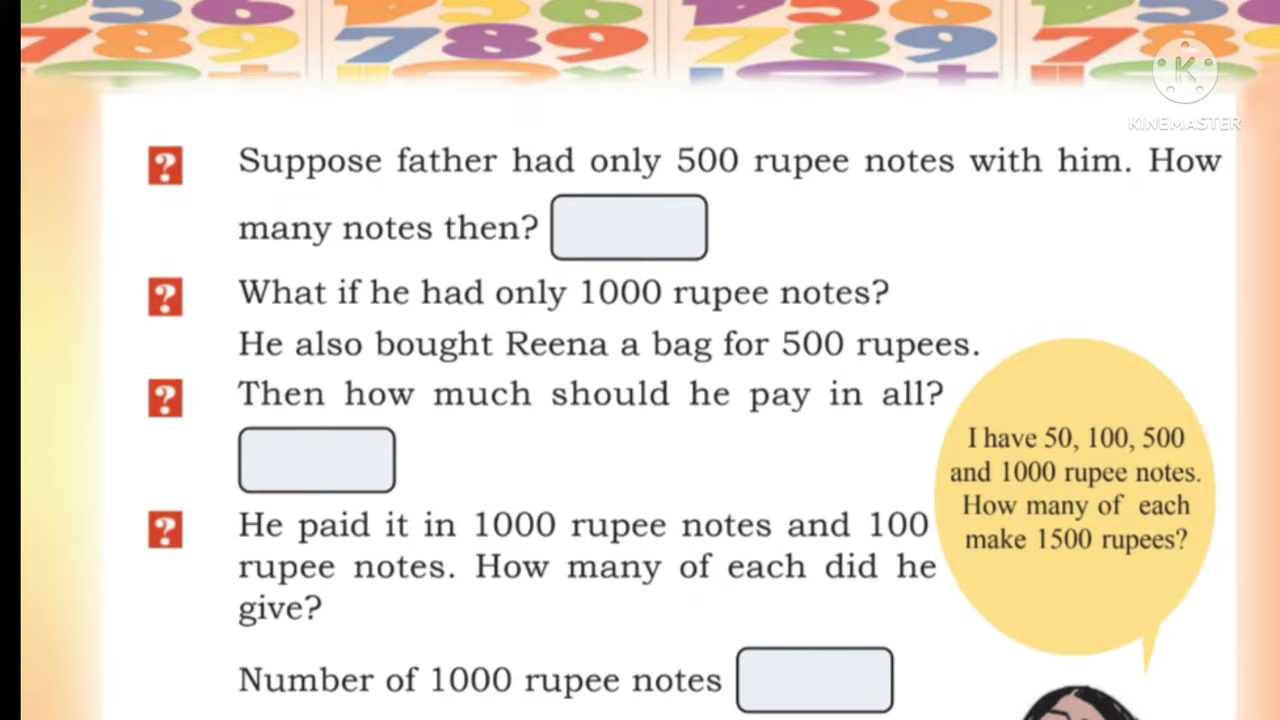 KINEMASTER
Suppose father had only 500 rupee notes with him. How
many notes then?
What if he had only 1000 rupee notes?
He also bought Reena a bag for 500 rupees.
Then how much should he pay in all?
He paid it in 1000 rupee notes and 100
rupee notes. How many of each did he
give?
Number of 1000 rupee notes
I have 50, 100, 500
and 1000 rupee notes.
How many of each
make 1500 rupees?